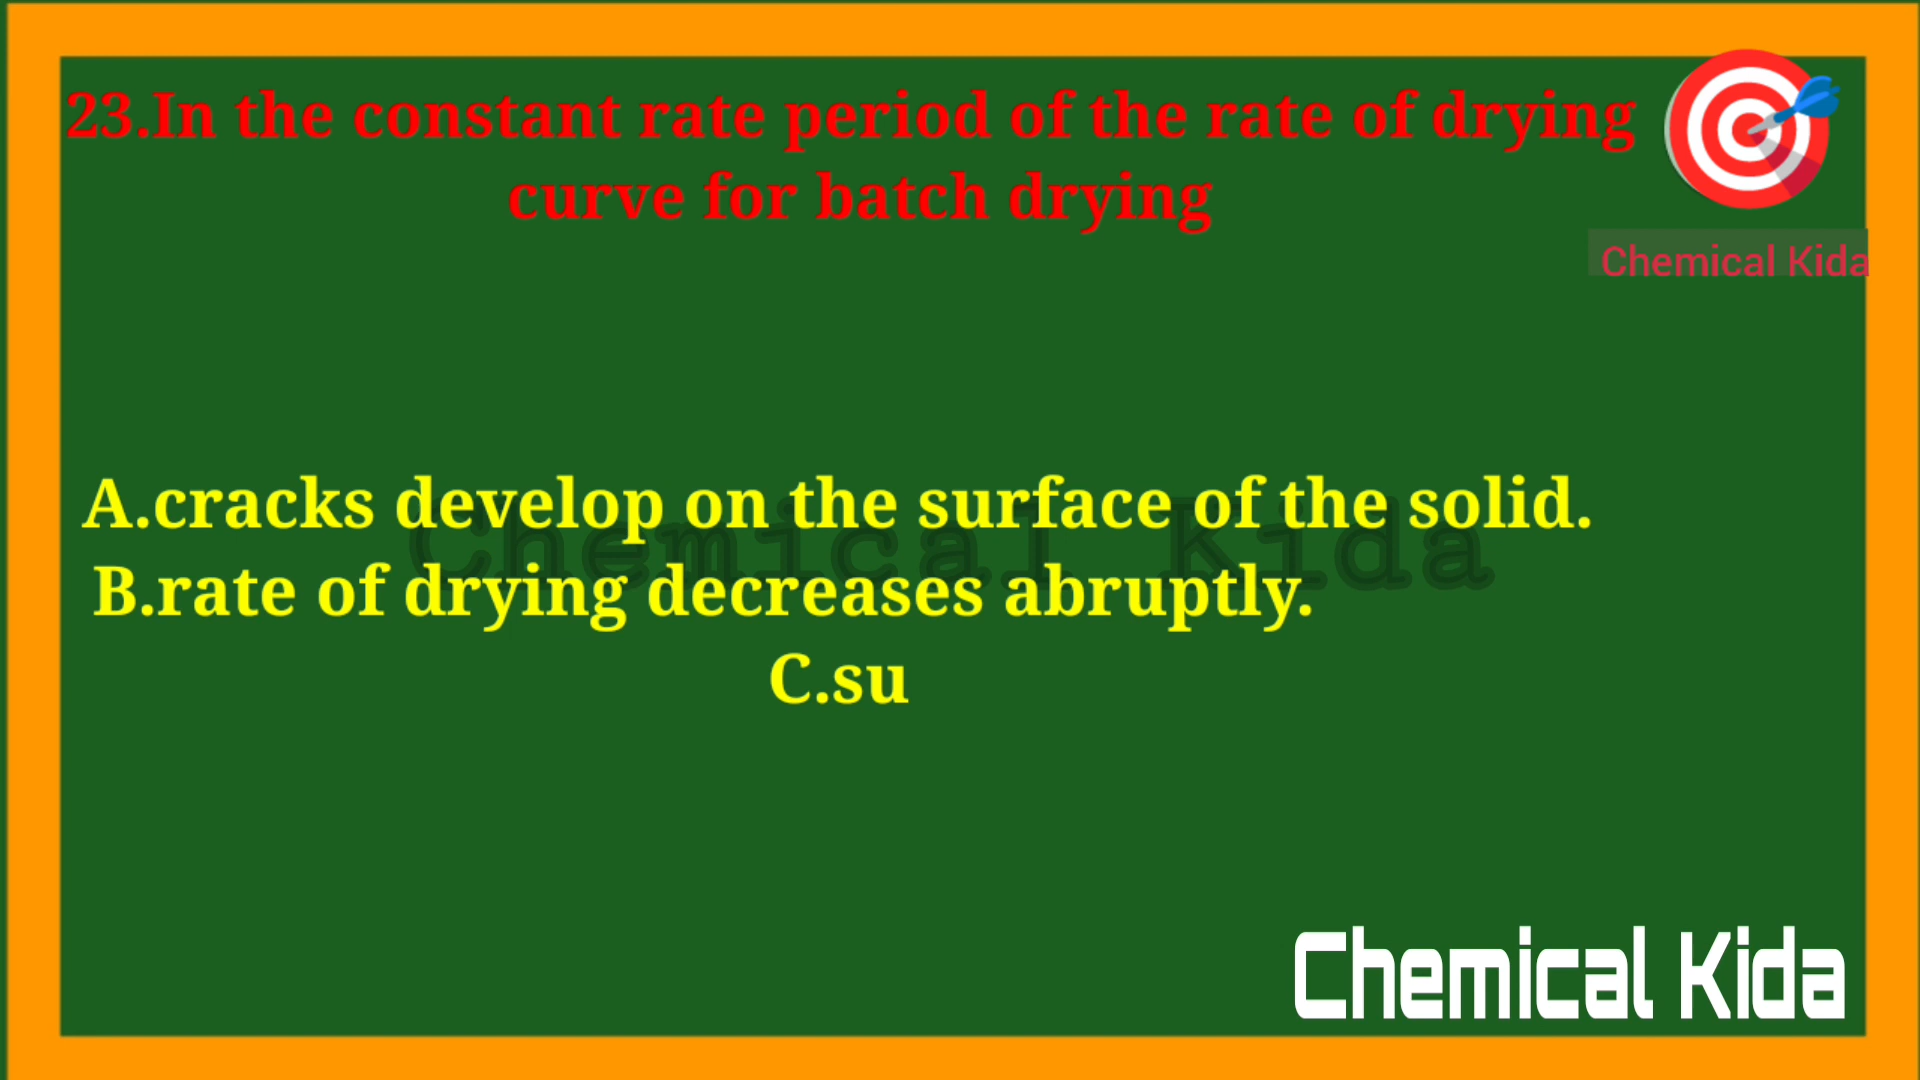 23.In the constant rate period of the rate of drying
curve for batch drying
Chemical Kida
A.cracks develop on the surface of the solid.
Chemical Kida
B.rate of drying decreases abruptly.
C.su
Chemical Kida